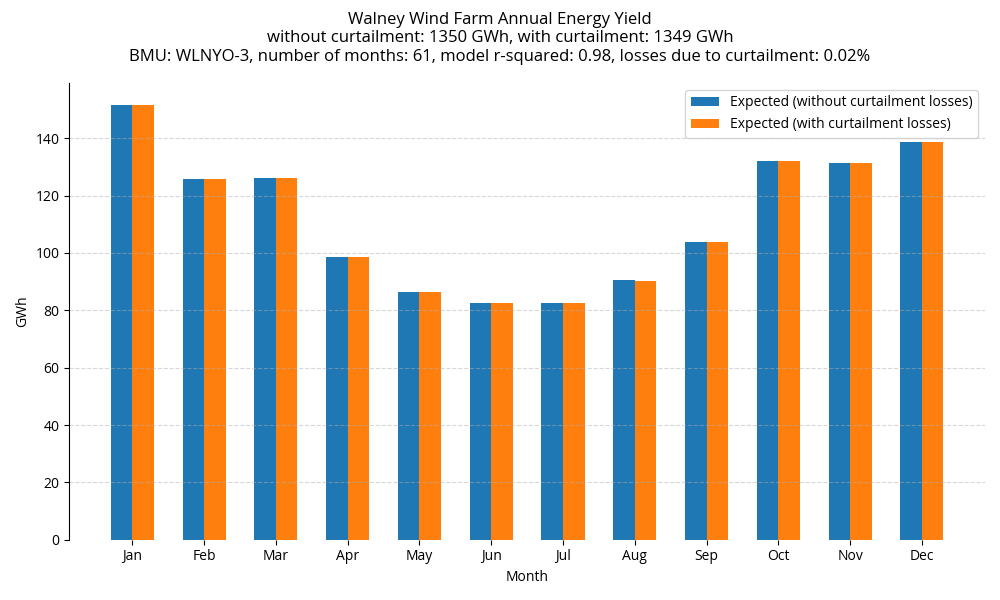 Walney Wind Farm Annual Energy Yield
without curtailment: 1350 GWh, with curtailment: 1349 GWh
BMU: WLNYO-3, number of months: 61, model r-squared: 0.98, losses due to curtailment: 0.02%
Expected (without curtailment losses)
Expected (with curtailment losses)
140
120
100
80
60
40
20
0
GWh
Jan Feb Mar Apr May Jun Jul Aug Sep Oct Nov Dec
Month